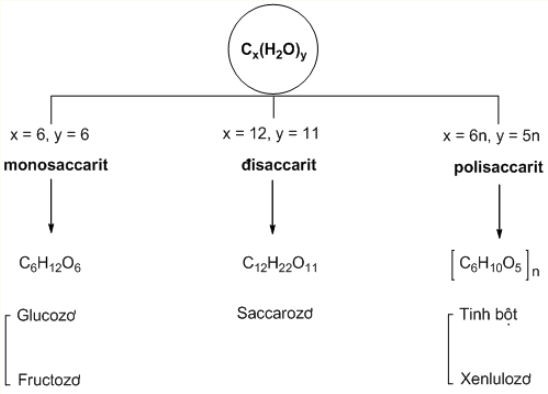 Cx(H2O)y
x = 6, y = 6
x = 12, y = 11
x = 6n, y = 5n
monosaccarit
đisaccarit
polisaccarit
C6H12O6
C12H22O11
[C6H10O5]n
Glucozơ
Saccarozơ
Tinh bột
Fructozơ
Xenlulozơ